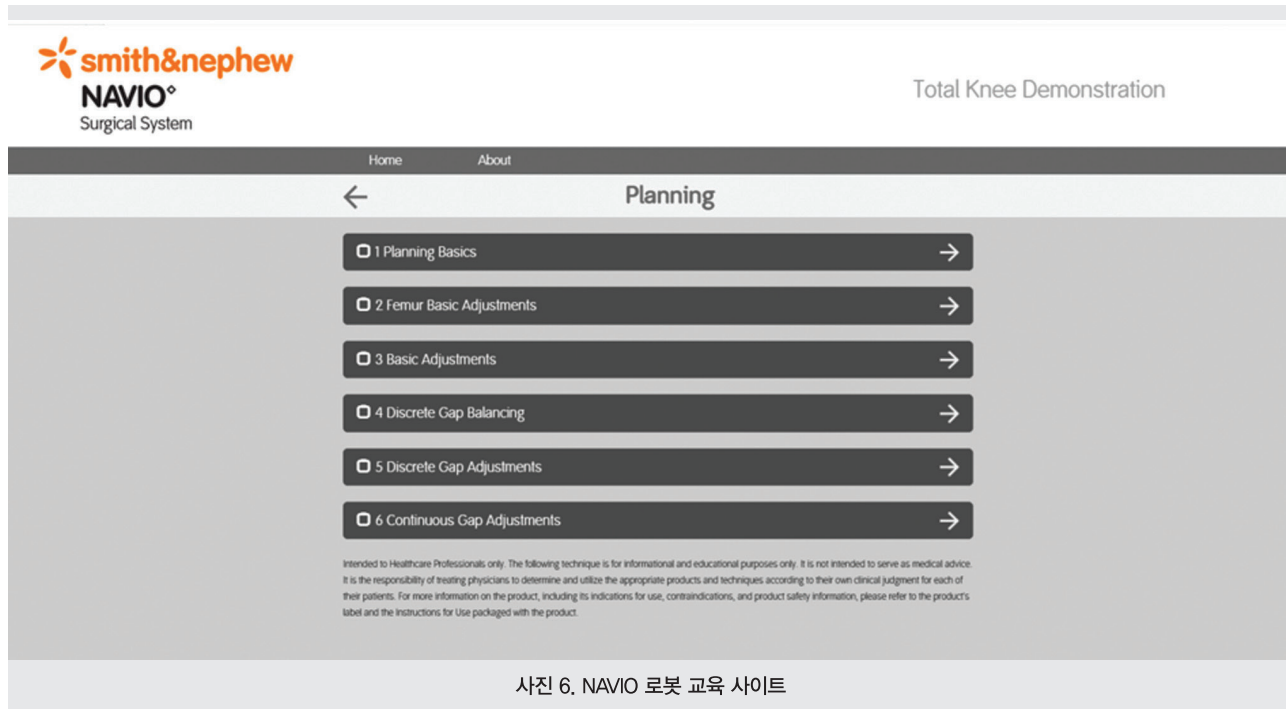 smith&nephew
NAVIO
Surgical System
Total Knee Demonstration
Home About
Planning
1 Planning Basics
2 Femur Basic Adjustments
3 Basic Adjustments
4 Discrete Gap Balancing
5 Discrete Gap Adjustments
6 Continuous Gap Adjustments
Intended to Healthcare Professionals only. The following technique is for informational and educational purposes only. It is not intended to serve as medical advice.
It is the responsibility of treating physicians to determine and utilize the appropriate products and techniques according to their own clinical judgment for each of
their patients. For more information on the product, including its indications for use, contraindications, and product safety information, please refer to the product's
label and the Instructions for Use packaged with the product.
사진 6. NAVIO 로봇 교육 사이트